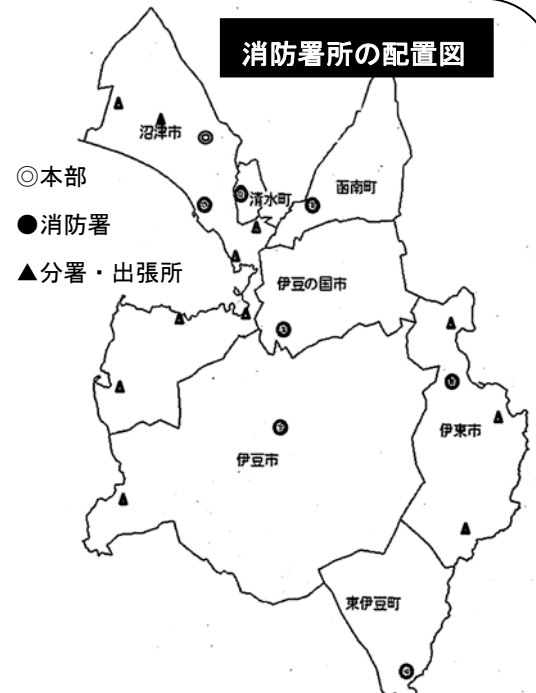 消防署所の配置図
沼津市
◎本部
清水町
函南町
●消防署
▲分署・出張所
伊豆の国市
伊東市
伊豆市
東伊豆町